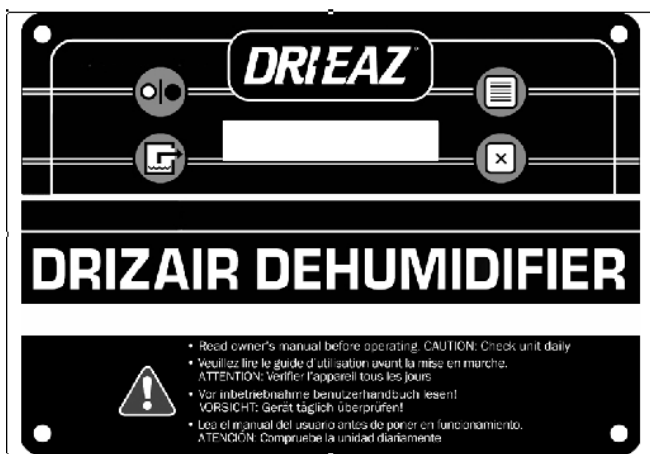 DRIEAZ
DRIZAIR DEHUMIDIFIER
• Read owner's manual before operating. CAUTION: Check unit daily
• Veuillez lire le guide d'utilisation avant la mise en marche.
ATTENTION: Verifier l'appareil tous les jours
• Vor inbetriebnahme benutzerhandbuch lesen!
VORSICHT: Gerät täglich überprüfen!
• Lea el manual del usuario antes de poner en funcionamiento.
ATENCIÓN: Compruebe la unidad diariamente